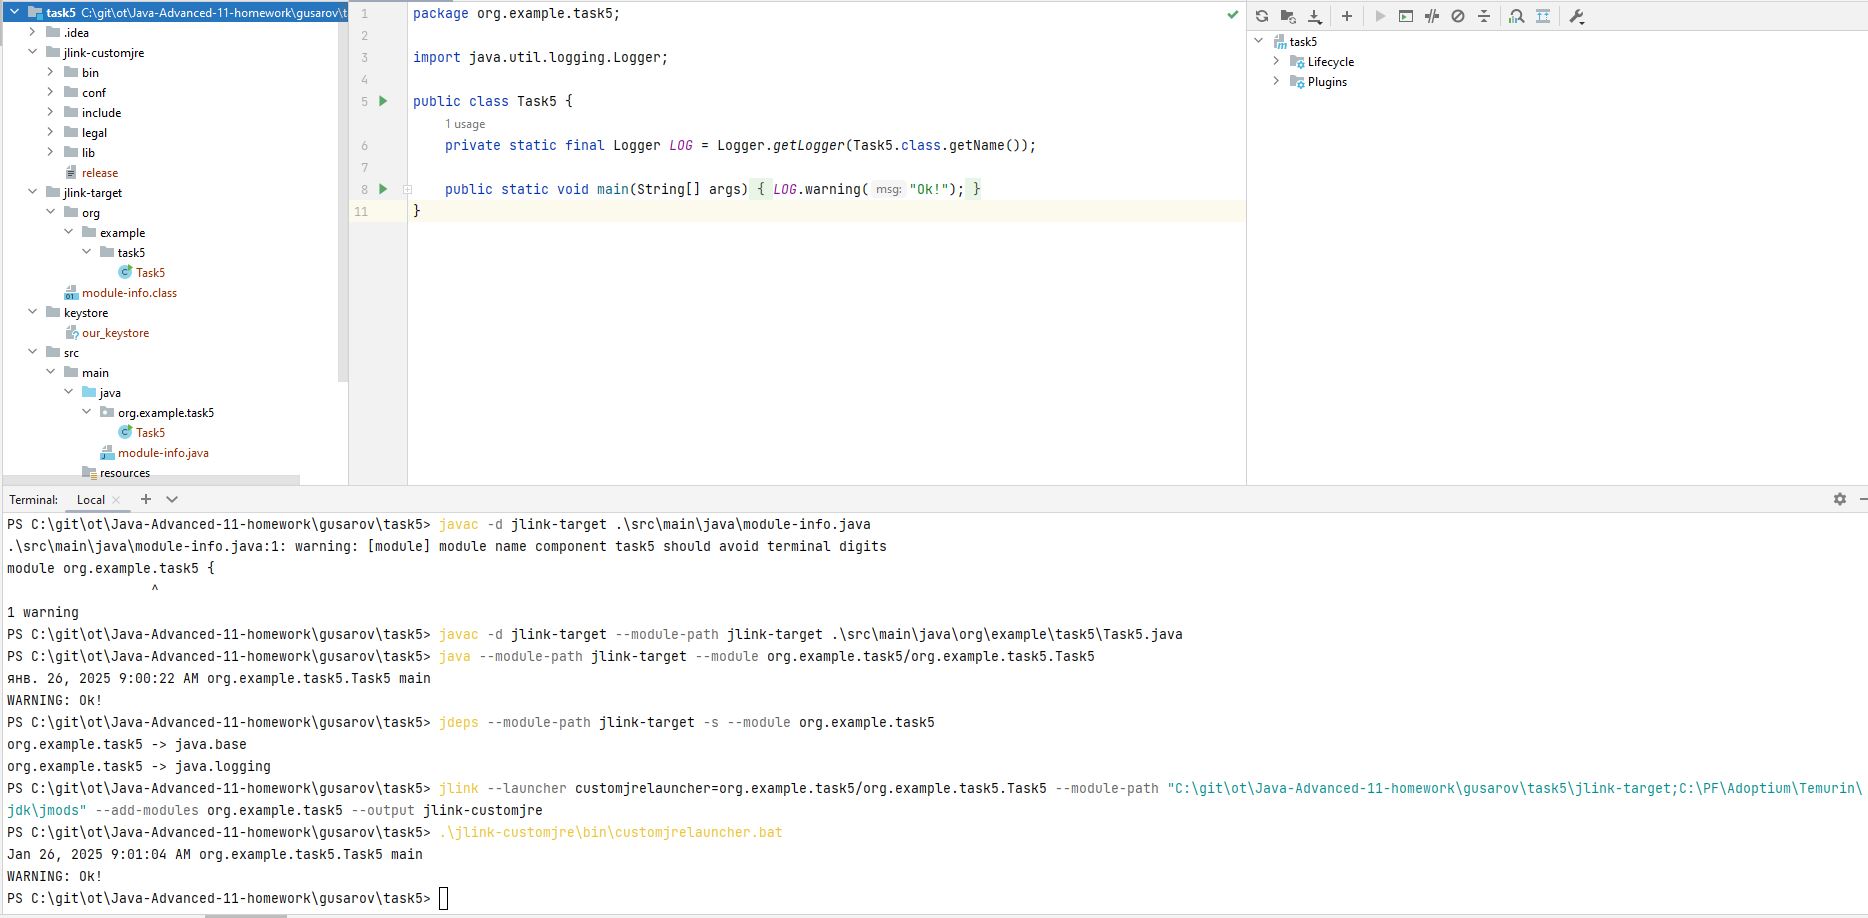 task5 C:\git\ot\Java-Advanced-11-homework\gusarov\t
.idea
jlink-customjre
bin
conf
include
legal
lib
release
jlink-target
org
example
task5
Task5
module-info.class
keystore
our_keystore
src
main
java
org.example.task5
Task5
module-info.java
resources
1 package org.example.task5;
2
3 import java.util.logging.Logger;
4
5 public class Task5 {
1 usage
6 private static final Logger LOG = Logger.getLogger(Task5.class.getName());
7
8 public static void main(String[] args) { LOG.warning( msg: "Ok!"); }
11 }
task5
Lifecycle
Plugins
Terminal: Local
PS C:\git\ot\Java-Advanced-11-homework\gusarov\task5> javac -d jlink-target .\src\main\java\module-info.java
.\src\main\java\module-info.java:1: warning: [module] module name component task5 should avoid terminal digits
module org.example.task5 {
^
1 warning
PS C:\git\ot\Java-Advanced-11-homework\gusarov\task5> javac -d jlink-target --module-path jlink-target .\src\main\java\org\example\task5\Task5.java
PS C:\git\ot\Java-Advanced-11-homework\gusarov\task5> java --module-path jlink-target --module org.example.task5/org.example.task5.Task5
янв. 26, 2025 9:00:22 AM org.example.task5.Task5 main
WARNING: Ok!
PS C:\git\ot\Java-Advanced-11-homework\gusarov\task5> jdeps --module-path jlink-target -s --module org.example.task5
org.example.task5 -> java.base
org.example.task5 -> java.logging
PS C:\git\ot\Java-Advanced-11-homework\gusarov\task5> jlink --launcher customjrelauncher=org.example.task5/org.example.task5.Task5 --module-path "C:\git\ot\Java-Advanced-11-homework\gusarov\task5\jlink-target;C:\PF\Adoptium\Temurin\
jdk\jmods" --add-modules org.example.task5 --output jlink-customjre
PS C:\git\ot\Java-Advanced-11-homework\gusarov\task5> .\jlink-customjre\bin\customjrelauncher.bat
Jan 26, 2025 9:01:04 AM org.example.task5.Task5 main
WARNING: Ok!
PS C:\git\ot\Java-Advanced-11-homework\gusarov\task5>